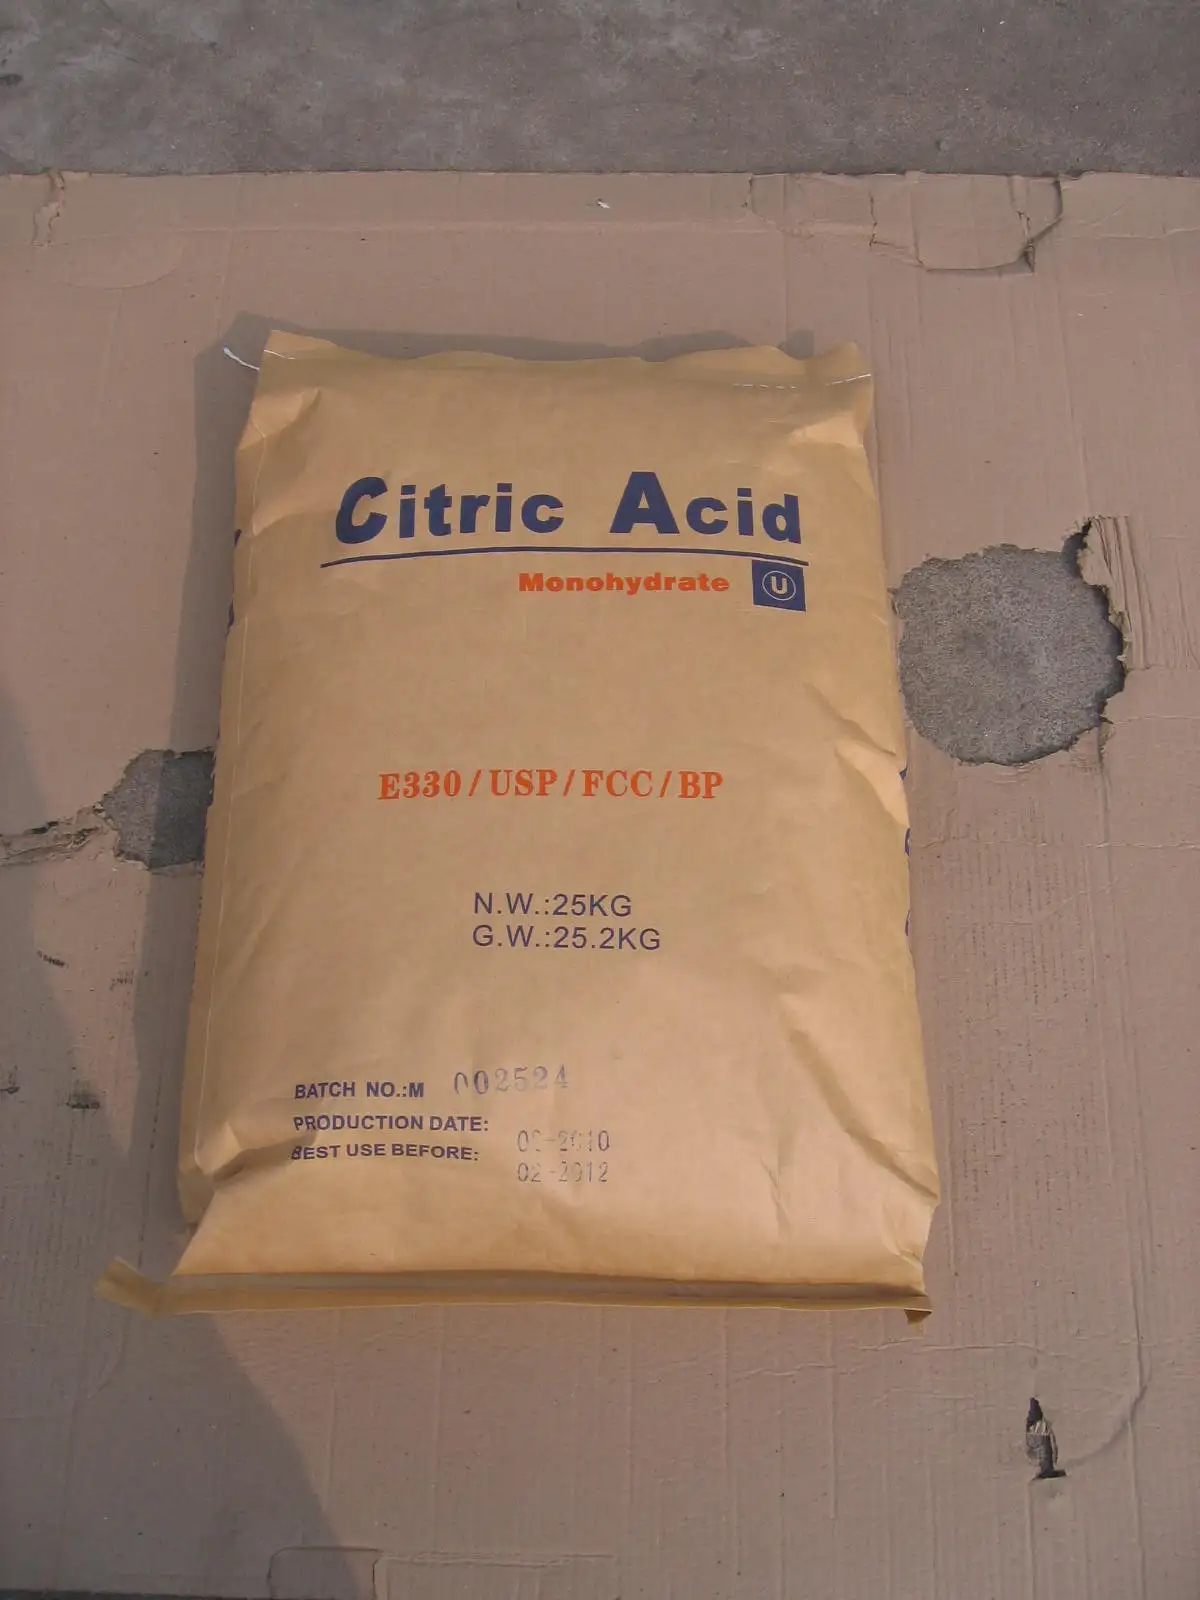 Citric Acid
Monohydrate U
E330/USP/FCC/BP
N.W.:25KG
G.W.:25.2KG
BATCH NO.:M 002524
PRODUCTION DATE:
BEST USE BEFORE:
02-2012